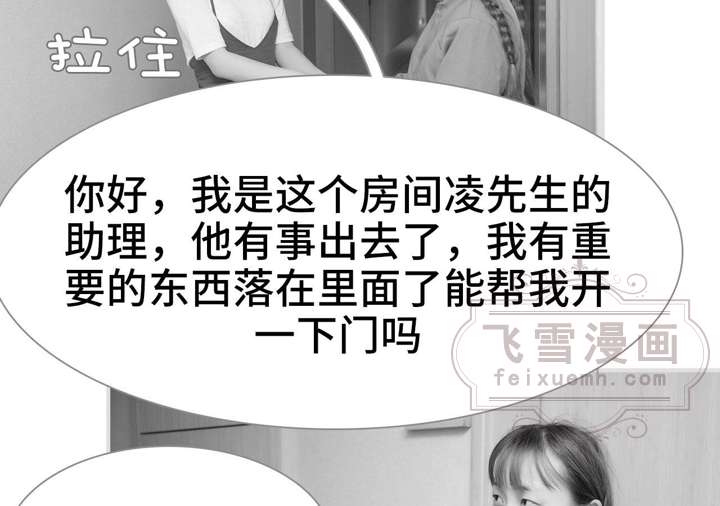 拉住
你好，我是这个房间凌先生的
助理，他有事出去了，我有重
要的东西落在里面了能帮我开
一下门吗
飞雪漫画
feixuemh.com